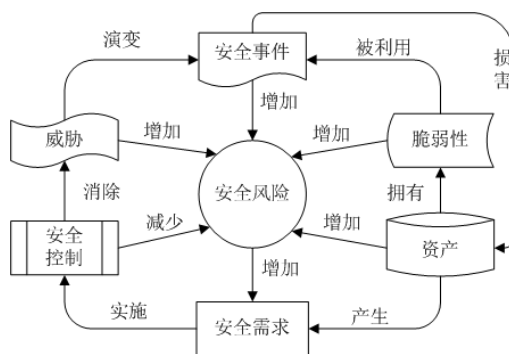 演变
安全事件
被利用
损
害
增加
威胁
增加
增加
脆弱性
消除
安全风险
拥有
安全
控制
减少
增加
资产
增加
实施
安全需求
产生